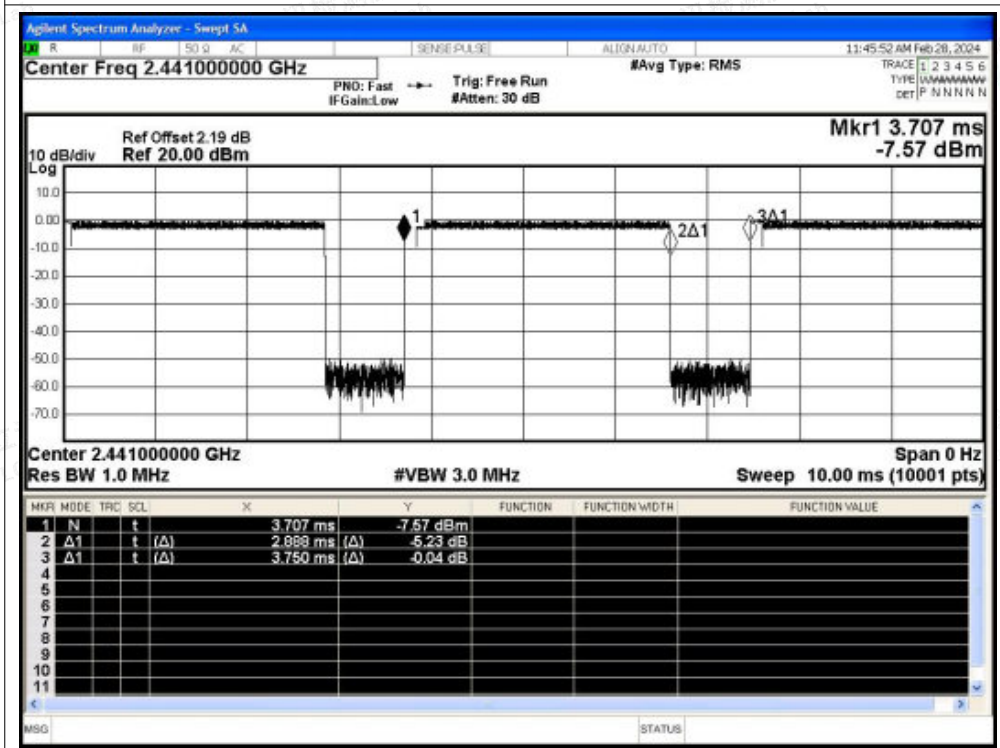 Agilent Spectrum Analyzer - Swept SA
R RF 50 Ω AC SENSE:PULSE ALIGN AUTO 11:45:52 AM Feb 28, 2024
Center Freq 2.441000000 GHz
PNO: Fast
IFGain:Low
Trig: Free Run
#Atten: 30 dB
#Avg Type: RMS
TRACE 1 2 3 4 5 6
TYPE
DET P N N N N N
Mkr1 3.707 ms
-7.57 dBm
Ref Offset 2.19 dB
10 dB/div Ref 20.00 dBm
Log
10.0
0.00
-10.0
-20.0
-30.0
-40.0
-50.0
-60.0
-70.0
1
2Δ1
3Δ1
Center 2.441000000 GHz Span 0 Hz
Res BW 1.0 MHz #VBW 3.0 MHz Sweep 10.00 ms (10001 pts)
MKR MODE TRC SCL X Y FUNCTION FUNCTION WIDTH FUNCTION VALUE
1 N t 3.707 ms -7.57 dBm
2 Δ1 t (Δ) 2.888 ms (Δ) -5.23 dB
3 Δ1 t (Δ) 3.750 ms (Δ) -0.04 dB
4
5
6
7
8
9
10
11
MSG STATUS